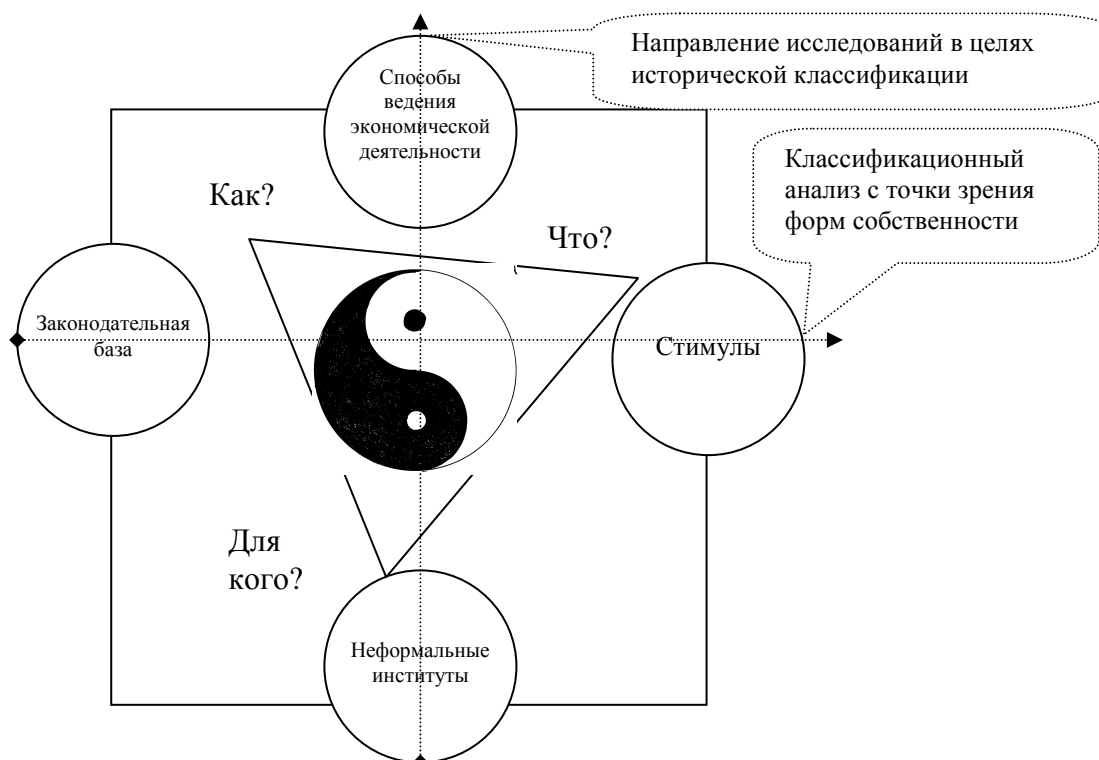 Направление исследований в целях
исторической классификации
Способы
ведения
экономической
деятельности
Классификационный
анализ с точки зрения
форм собственности
Как?
Что?
Законодательная
база
Стимулы
Для
кого?
Неформальные
институты